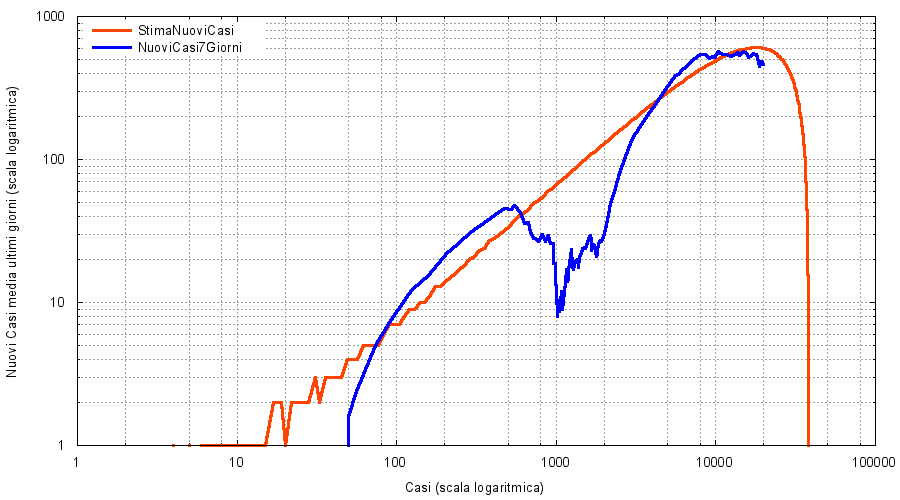 1000
StimaNuoviCasi
NuoviCasi7Giorni
100
10
1
Nuovi Casi media ultimi giorni (scala logaritmica)
1 10 100 1000 10000 100000
Casi (scala logaritmica)